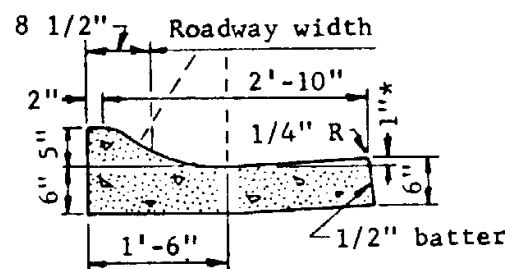 8 1/2" Roadway width
2'-10"
2"
1"*
1/4" R
5"
6"
6"
1'-6"
1/2" batter